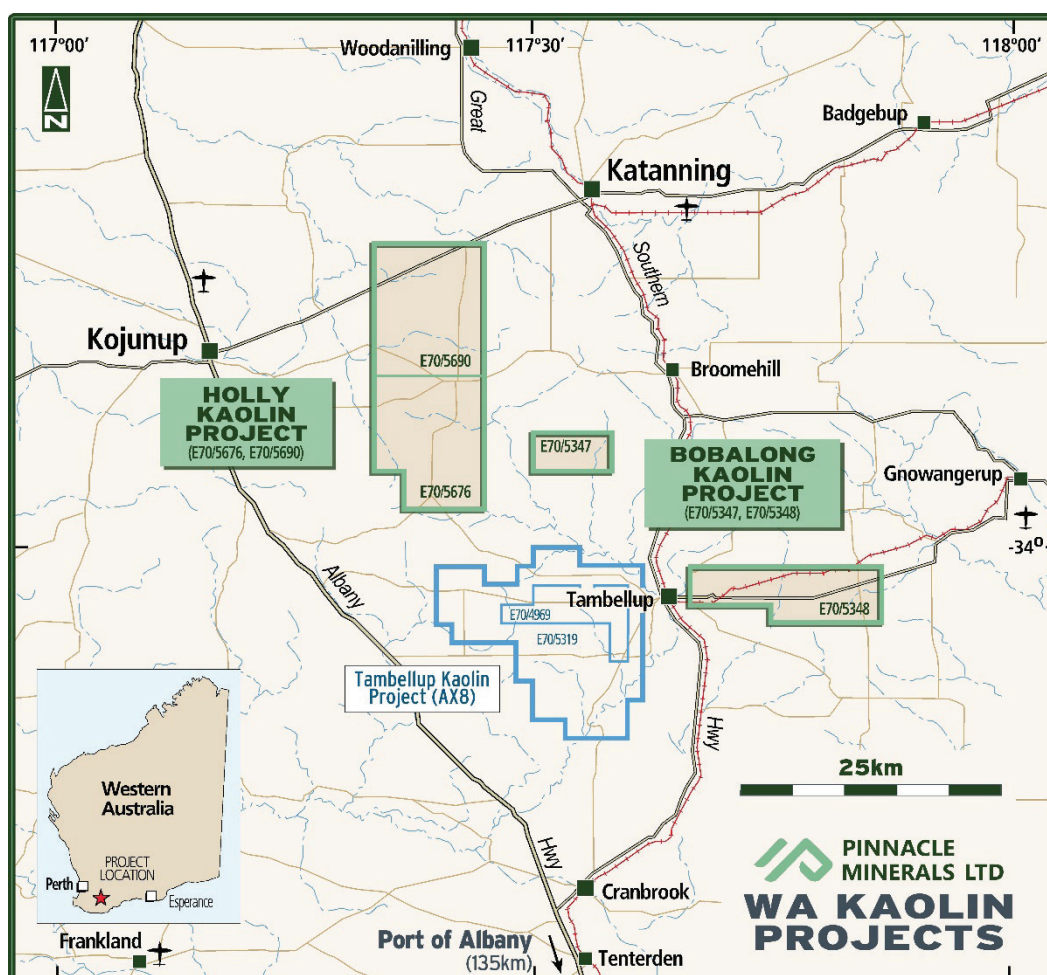 117°00’
117°30’
118°00’
Woodanilling
Great
Badgebup
Katanning
N
Southern
Kojunup
E70/5690
Broomehill
HOLLY
KAOLIN
PROJECT
(E70/5676, E70/5690)
E70/5347
BOBALONG
KAOLIN
PROJECT
(E70/5347, E70/5348)
E70/5676
Gnowangerup
-34°
Albany
Tambellup
E70/4969
E70/5319
E70/5348
Tambellup Kaolin
Project (AX8)
Hwy
25km
Western
Australia
PROJECT
LOCATION
Perth
Esperance
Hwy
PINNACLE
MINERALS LTD
WA KAOLIN
PROJECTS
Cranbrook
Frankland
Port of Albany
(135km)
Tenterden